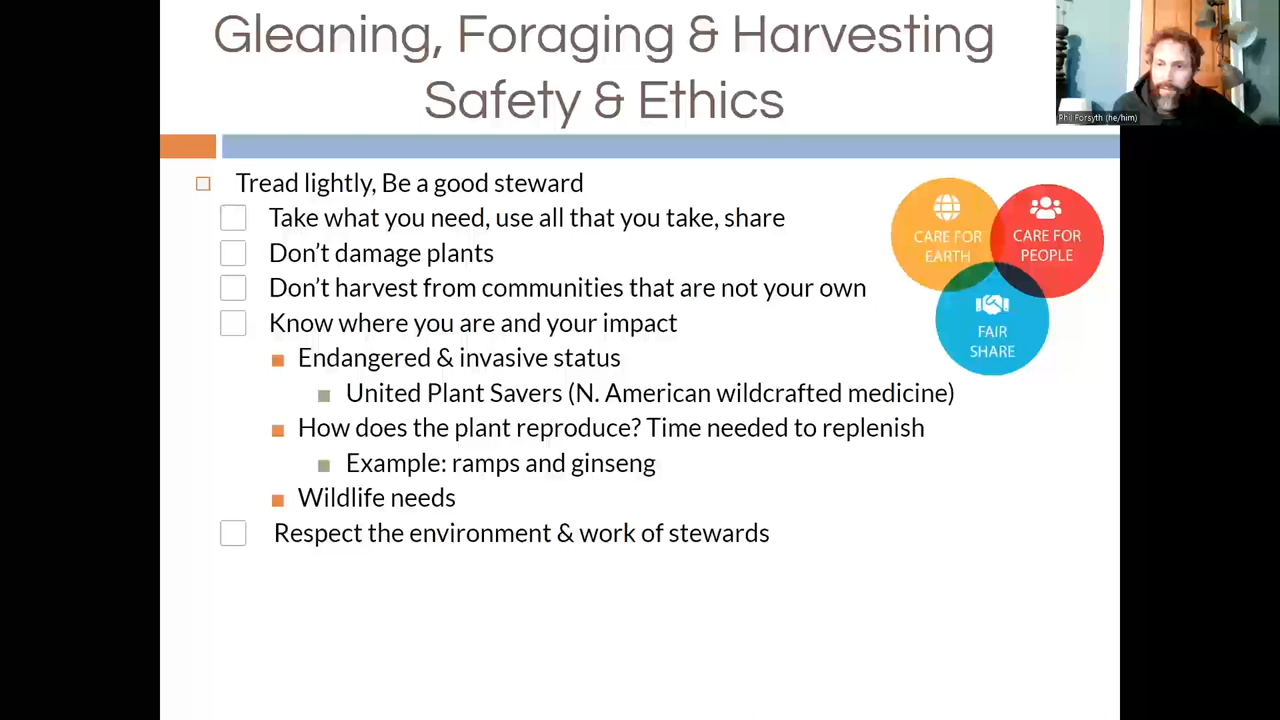 Gleaning, Foraging & Harvesting
Safety & Ethics
Phil Forsyth (he/him)
Tread lightly, Be a good steward
Take what you need, use all that you take, share
Don’t damage plants
Don’t harvest from communities that are not your own
Know where you are and your impact
Endangered & invasive status
United Plant Savers (N. American wildcrafted medicine)
How does the plant reproduce? Time needed to replenish
Example: ramps and ginseng
Wildlife needs
Respect the environment & work of stewards
CARE FOR
EARTH
CARE FOR
PEOPLE
FAIR
SHARE